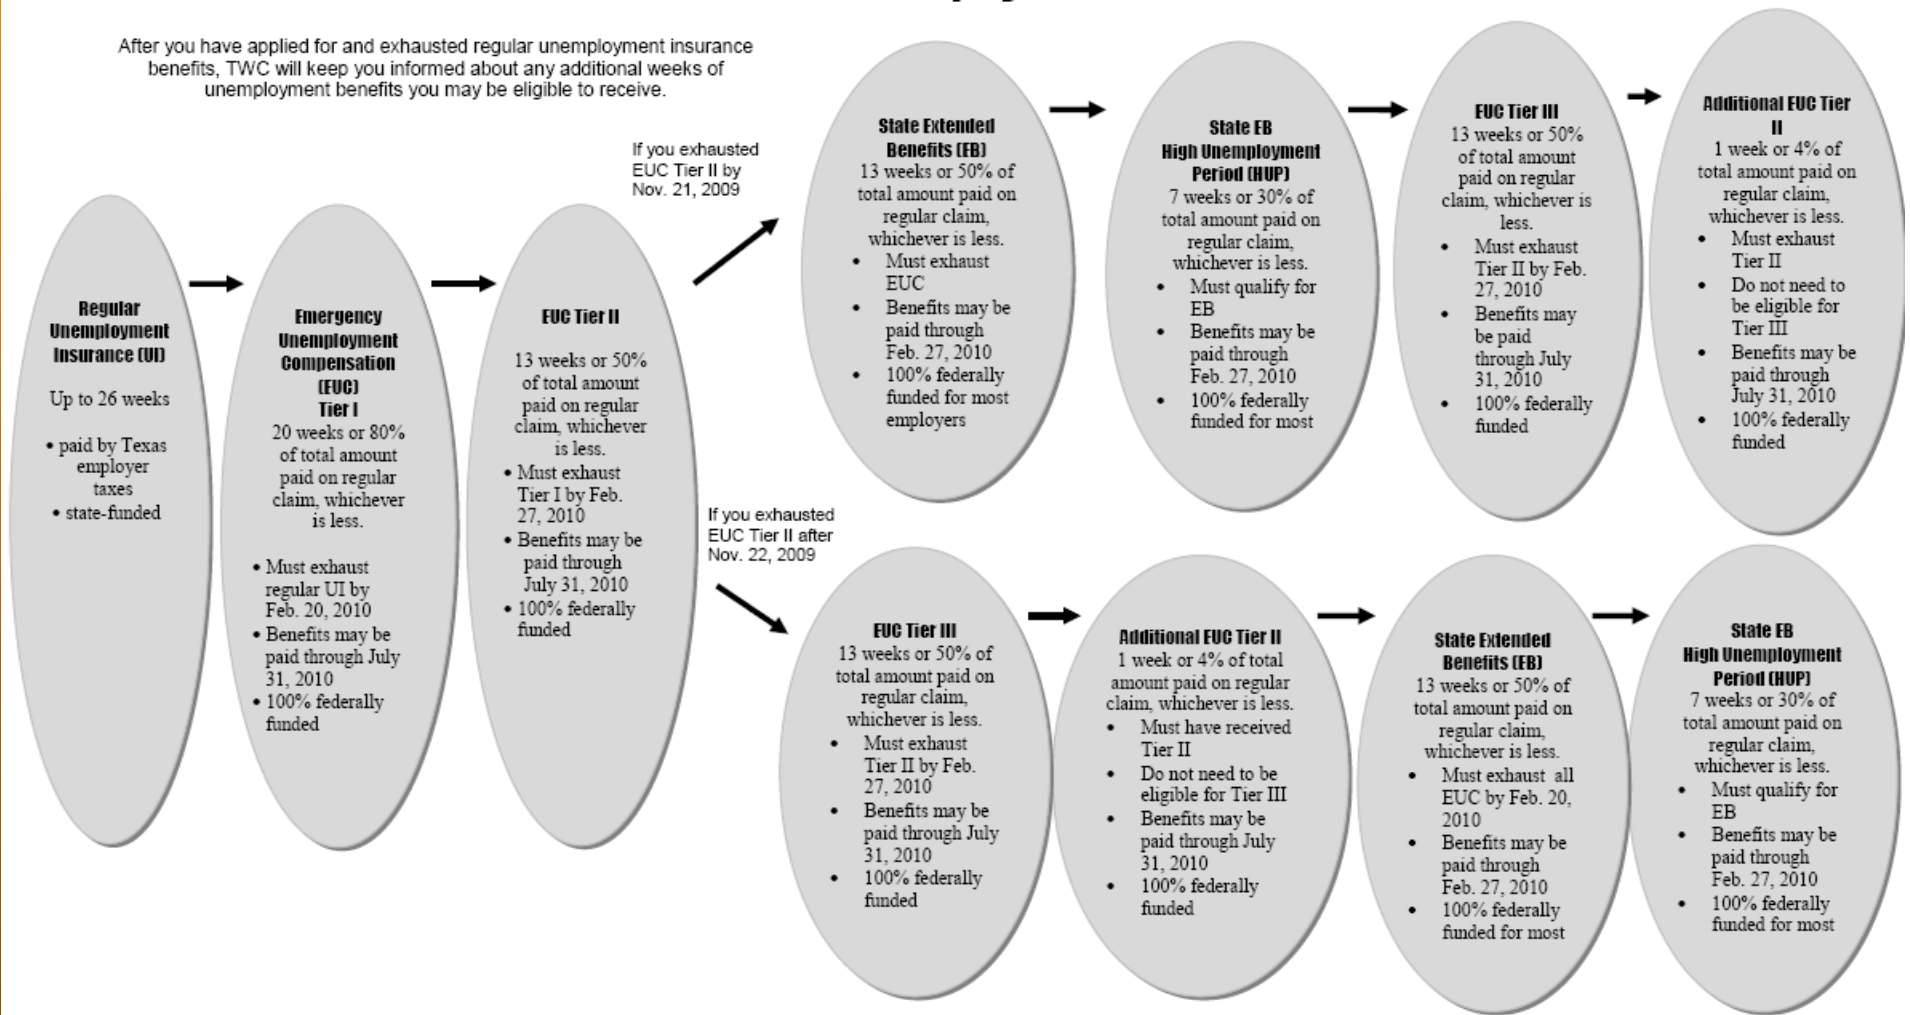 After you have applied for and exhausted regular unemployment insurance
benefits, TWC will keep you informed about any additional weeks of
unemployment benefits you may be eligible to receive.
Regular
Unemployment
Insurance (UI)
Up to 26 weeks
• paid by Texas
employer
taxes
• state-funded
Emergency
Unemployment
Compensation
(EUC)
Tier I
20 weeks or 80%
of total amount
paid on regular
claim, whichever
is less.
• Must exhaust
regular UI by
Feb. 20, 2010
• Benefits may be
paid through July
31, 2010
• 100% federally
funded
EUC Tier II
13 weeks or 50%
of total amount
paid on regular
claim, whichever
is less.
• Must exhaust
Tier I by Feb.
27, 2010
• Benefits may be
paid through
July 31, 2010
• 100% federally
funded
If you exhausted
EUC Tier II by
Nov. 21, 2009
State Extended
Benefits (EB)
13 weeks or 50% of
total amount paid on
regular claim,
whichever is less.
• Must exhaust
EUC
• Benefits may be
paid through
Feb. 27, 2010
• 100% federally
funded for most
employers
State EB
High Unemployment
Period (HUP)
7 weeks or 30% of
total amount paid on
regular claim,
whichever is less.
• Must qualify for
EB
• Benefits may be
paid through
Feb. 27, 2010
• 100% federally
funded for most
EUC Tier III
13 weeks or 50%
of total amount
paid on regular
claim, whichever is
less.
• Must exhaust
Tier II by Feb.
27, 2010
• Benefits may
be paid
through July
31, 2010
• 100% federally
funded
Additional EUC Tier
II
1 week or 4% of
total amount paid on
regular claim,
whichever is less.
• Must exhaust
Tier II
• Do not need to
be eligible for
Tier III
• Benefits may be
paid through
July 31, 2010
• 100% federally
funded
If you exhausted
EUC Tier II after
Nov. 22, 2009
EUC Tier III
13 weeks or 50% of
total amount paid on
regular claim,
whichever is less.
• Must exhaust
Tier II by Feb.
27, 2010
• Benefits may be
paid through July
31, 2010
• 100% federally
funded
Additional EUC Tier II
1 week or 4% of total
amount paid on regular
claim, whichever is less.
• Must have received
Tier II
• Do not need to be
eligible for Tier III
• Benefits may be
paid through July
31, 2010
• 100% federally
funded
State Extended
Benefits (EB)
13 weeks or 50% of
total amount paid on
regular claim,
whichever is less.
• Must exhaust all
EUC by Feb. 20,
2010
• Benefits may be
paid through
Feb. 27, 2010
• 100% federally
funded for most
State EB
High Unemployment
Period (HUP)
7 weeks or 30% of
total amount paid on
regular claim,
whichever is less.
• Must qualify for
EB
• Benefits may be
paid through
Feb. 27, 2010
• 100% federally
funded for most